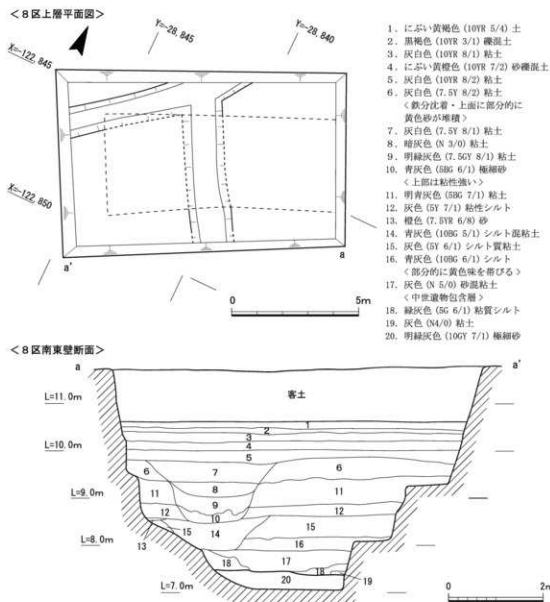 <8区上層平面図>
Y=-28,845
Y=-28,840
X=-122,845
X=-122,850
a'
a
0
5m
1. にぶい黄褐色 (10YR 5/4) 土
2. 黒褐色 (10YR 3/1) 礫混土
3. 灰白色 (10YR 8/1) 粘土
4. にぶい黄橙色 (10YR 7/2) 砂礫混土
5. 灰白色 (10YR 8/2) 粘土
6. 灰白色 (7.5Y 8/2) 粘土
<鉄分沈着・上面に部分的に
黄色砂が堆積>
7. 灰白色 (7.5Y 8/1) 粘土
8. 暗灰色 (N 3/0) 粘土
9. 明緑灰色 (7.5GY 8/1) 粘土
10. 青灰色 (5BG 6/1) 極細砂
<上部は粘性強い>
11. 明青灰色 (5BG 7/1) 粘土
12. 灰色 (5Y 7/1) 粘性シルト
13. 橙色 (7.5YR 6/8) 砂
14. 青灰色 (10BG 5/1) シルト混粘土
15. 灰色 (5Y 6/1) シルト質粘土
16. 青灰色 (10BG 6/1) シルト
<部分的に黄色味を帯びる>
17. 灰色 (N 5/0) 砂混粘土
<中世遺物包含層>
18. 緑灰色 (5G 6/1) 粘質シルト
19. 灰色 (N4/0) 粘土
20. 明緑灰色 (10GY 7/1) 極細砂
<8区南東壁断面>
a
a'
L=11.0m
客土
1
2
L=10.0m
3
4
5
6
7
6
8
L=9.0m
11
9
11
12
10
12
14
15
L=8.0m
13
15
16
18
17
18
19
L=7.0m
20
0
2m